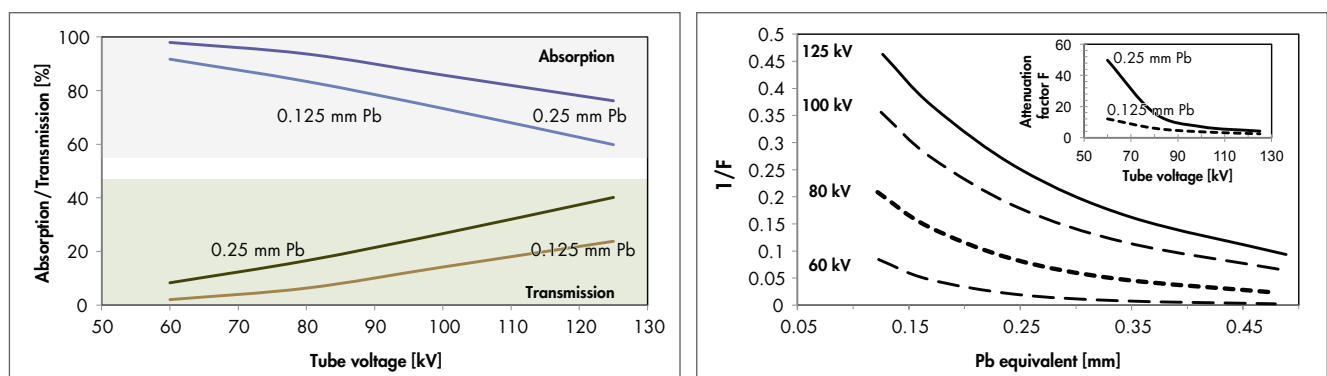 100
80
60
40
20
0
Absorption/Transmission [%]
Absorption
0.125 mm Pb
0.25 mm Pb
0.25 mm Pb
0.125 mm Pb
Transmission
50 60 70 80 90 100 110 120 130
Tube voltage [kV]
0.5
0.45
0.4
0.35
0.3
0.25
0.2
0.15
0.1
0.05
0
1/F
125 kV
100 kV
80 kV
60 kV
0.05 0.15 0.25 0.35 0.45
Pb equivalent [mm]
60
40
20
0
Attenuation
factor F
0.25 mm Pb
0.125mm Pb
50 70 90 110 130
Tube voltage [kV]